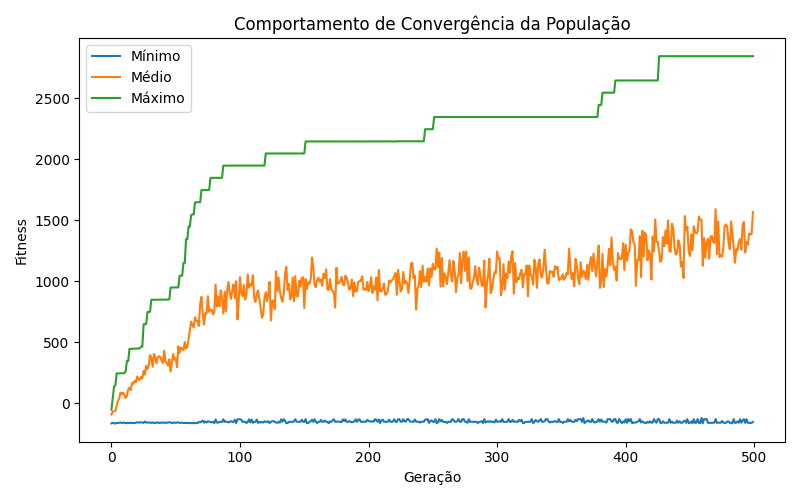 Comportamento de Convergência da População
Mínimo
Médio
Máximo
Fitness
2500
2000
1500
1000
500
0
0 100 200 300 400 500
Geração